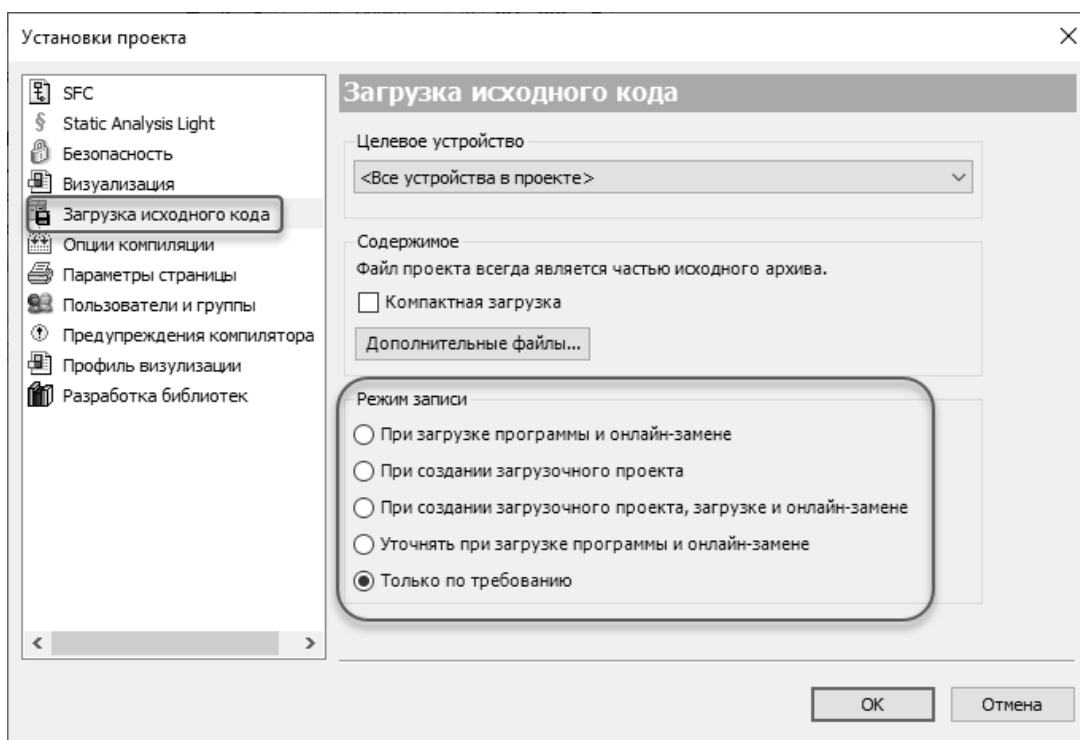 Установки проекта
SFC
Static Analysis Light
Безопасность
Визуализация
Загрузка исходного кода
Опции компиляции
Параметры страницы
Пользователи и группы
Предупреждения компилятора
Профиль визулизации
Разработка библиотек
Загрузка исходного кода
Целевое устройство
<Все устройства в проекте>
Содержимое
Файл проекта всегда является частью исходного архива.
Компактная загрузка
Дополнительные файлы...
Режим записи
При загрузке программы и онлайн-замене
При создании загрузочного проекта
При создании загрузочного проекта, загрузке и онлайн-замене
Уточнять при загрузке программы и онлайн-замене
Только по требованию
OK
Отмена